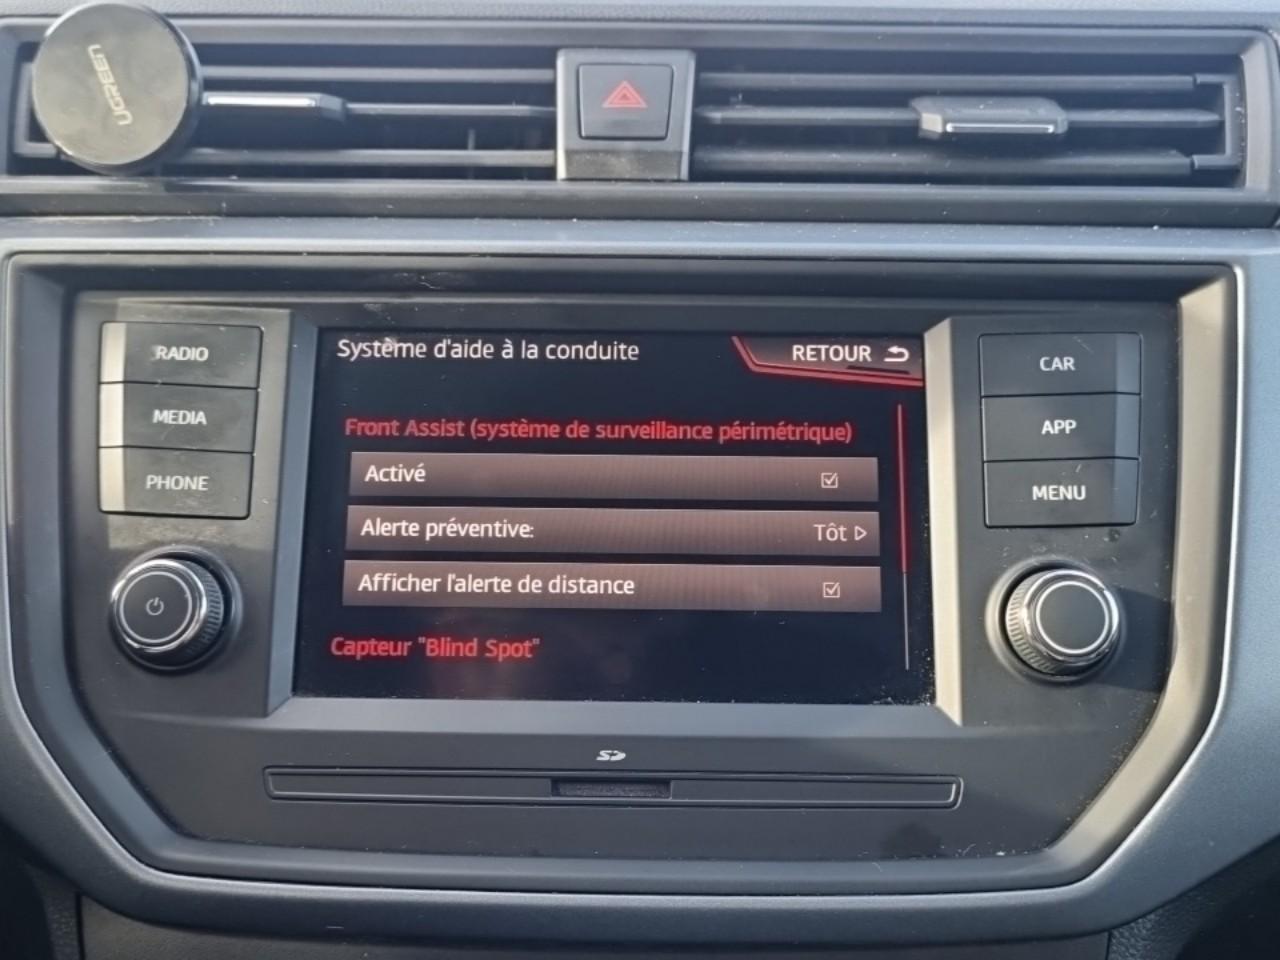 UGREEN
RADIO
MEDIA
PHONE
Système d'aide à la conduite
RETOUR
Front Assist (système de surveillance périmétrique)
Activé
Alerte préventive: Tôt
Afficher l'alerte de distance
Capteur "Blind Spot"
CAR
APP
MENU
SD